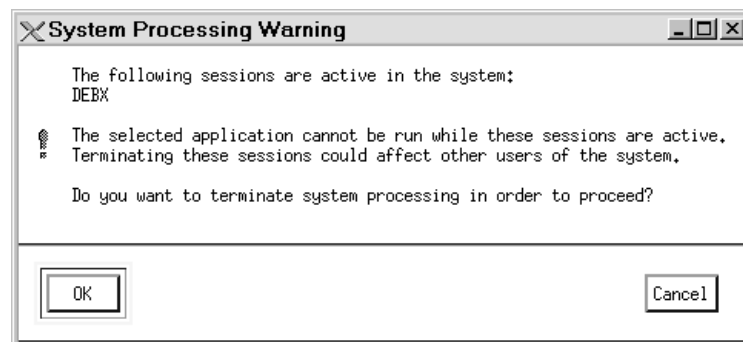 System Processing Warning
The following sessions are active in the system:
DEBX
The selected application cannot be run while these sessions are active.
Terminating these sessions could affect other users of the system.
Do you want to terminate system processing in order to proceed?
OK
Cancel